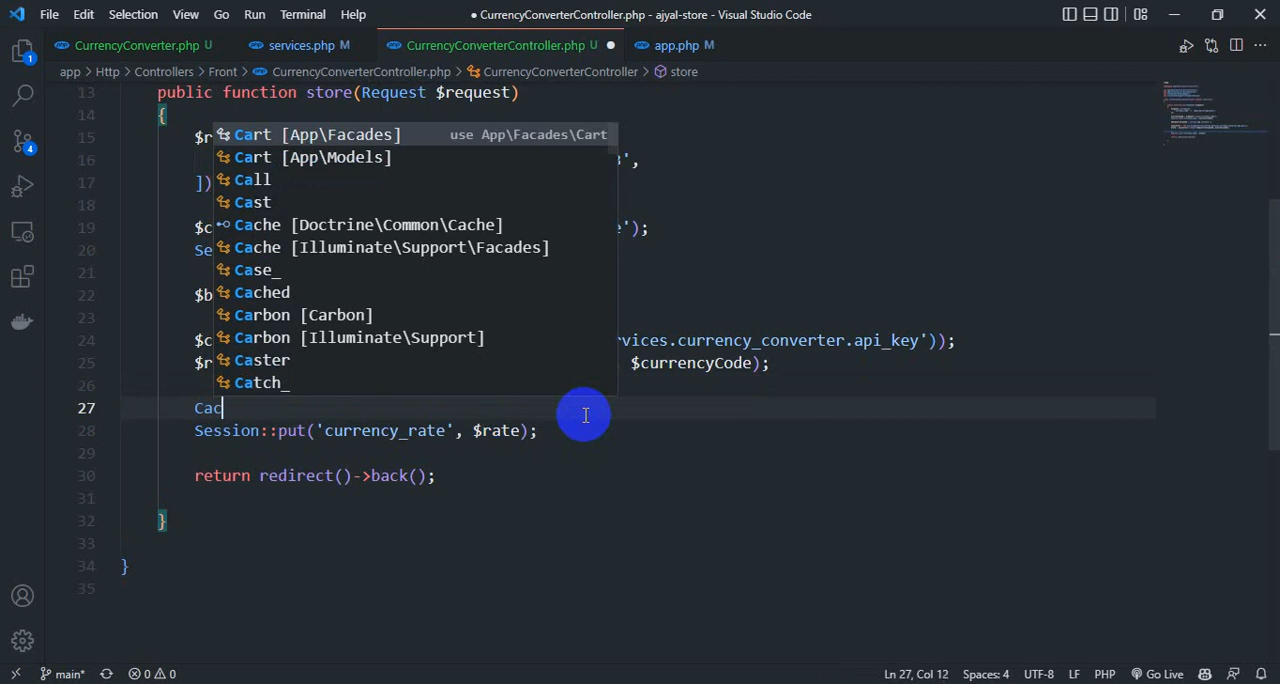 File Edit Selection View Go Run Terminal Help
● CurrencyConverterController.php - ajyal-store - Visual Studio Code
CurrencyConverter.php U
services.php M
CurrencyConverterController.php U ●
app.php M
app > Http > Controllers > Front > CurrencyConverterController.php > CurrencyConverterController > store
13 public function store(Request $request)
14 {
15 $r
Cart [App\Facades] use App\Facades\Cart
16 ',
Cart [App\Models]
17 ])
Call
18
Cast
19 $c ');
Cache [Doctrine\Common\Cache]
20 Se
Cache [Illuminate\Support\Facades]
21
Case_
22 $b
Cached
23
Carbon [Carbon]
24 $c rvices.currency_converter.api_key'));
Carbon [Illuminate\Support]
25 $r $currencyCode);
Caster
26
Catch_
27 Cac
28 Session::put('currency_rate', $rate);
29
30 return redirect()->back();
31
32 }
33
34 }
35
1
4
main*
0 0
Ln 27, Col 12 Spaces: 4 UTF-8 LF PHP Go Live